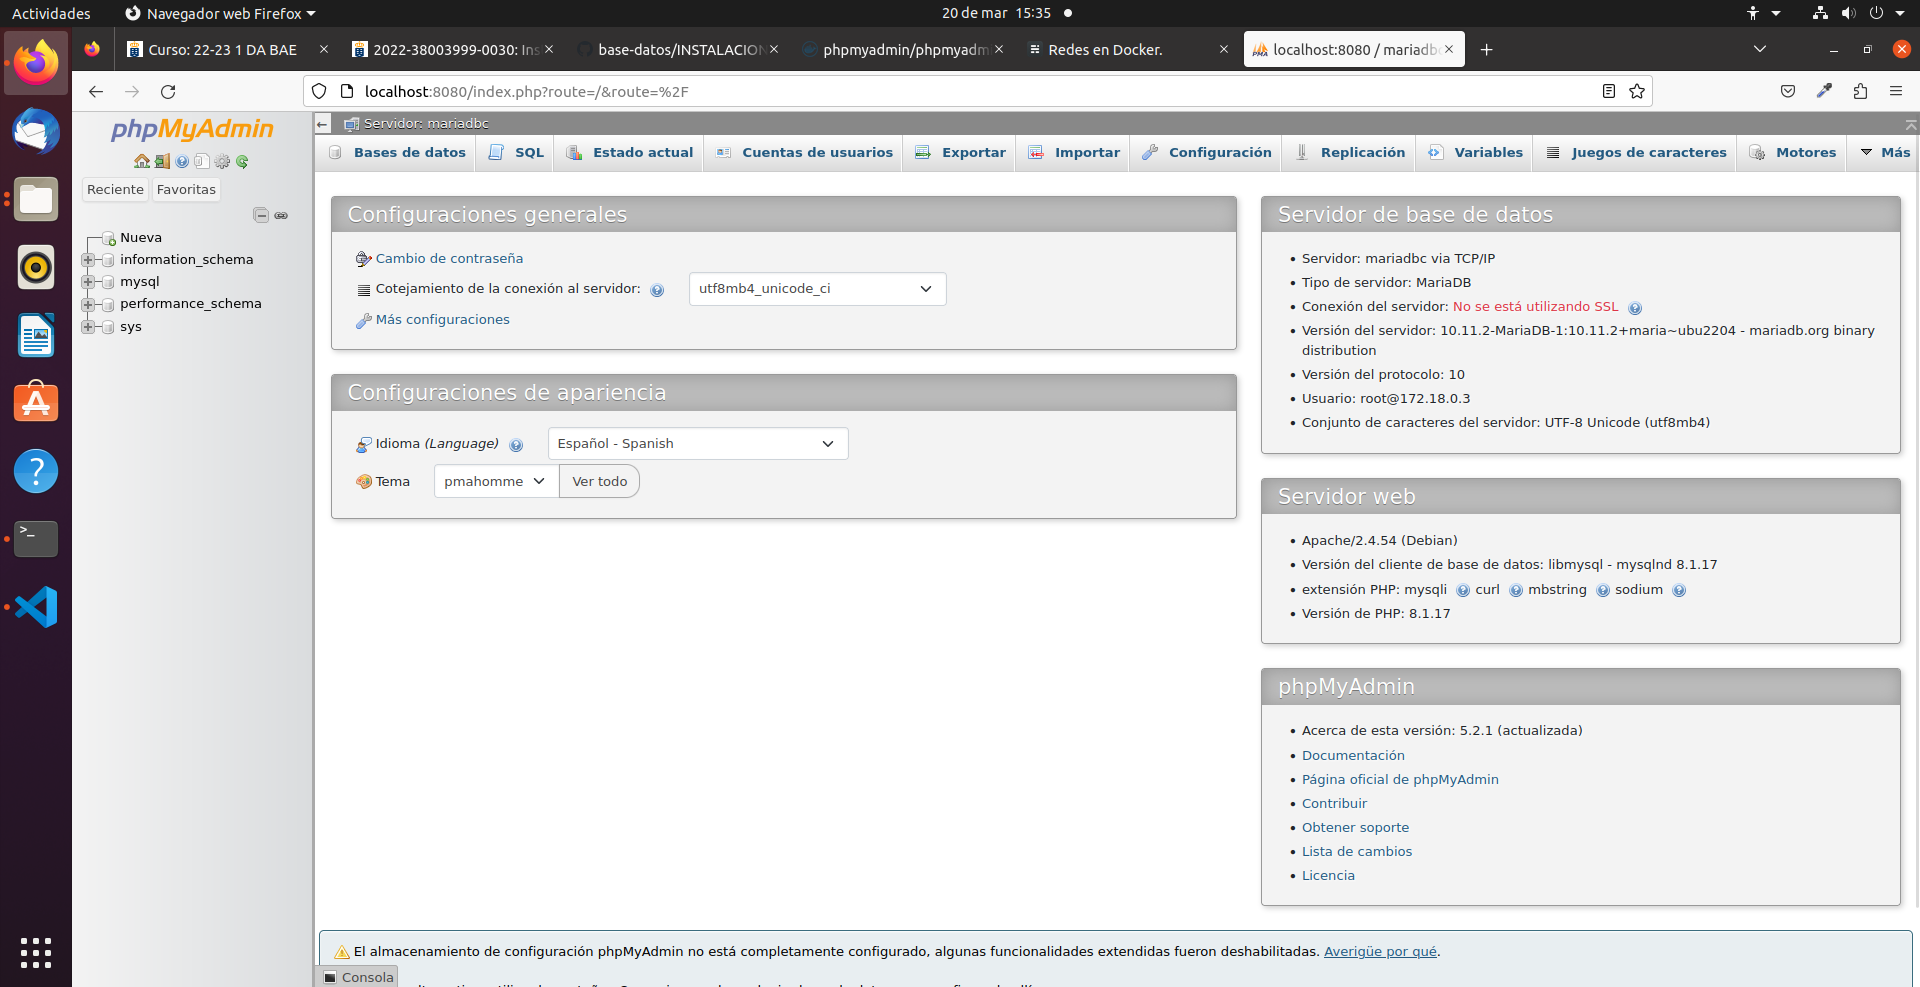 Actividades
Navegador web Firefox
20 de mar 15:35
Curso: 22-23 1 DA BAE
2022-38003999-0030: Ins
base-datos/INSTALACION
phpmyadmin/phpmyadm
Redes en Docker.
localhost:8080 / mariadbc
localhost:8080/index.php?route=/&route=%2F
phpMyAdmin
Reciente
Favoritas
Nueva
information_schema
mysql
performance_schema
sys
Servidor: mariadbc
Bases de datos
SQL
Estado actual
Cuentas de usuarios
Exportar
Importar
Configuración
Replicación
Variables
Juegos de caracteres
Motores
Más
Configuraciones generales
Cambio de contraseña
Cotejamiento de la conexión al servidor:
utf8mb4_unicode_ci
Más configuraciones
Configuraciones de apariencia
Idioma (Language)
Español - Spanish
Tema
pmahomme
Ver todo
Servidor de base de datos
Servidor: mariadbc via TCP/IP
Tipo de servidor: MariaDB
Conexión del servidor: No se está utilizando SSL
Versión del servidor: 10.11.2-MariaDB-1:10.11.2+maria~ubu2204 - mariadb.org binary
distribution
Versión del protocolo: 10
Usuario: root@172.18.0.3
Conjunto de caracteres del servidor: UTF-8 Unicode (utf8mb4)
Servidor web
Apache/2.4.54 (Debian)
Versión del cliente de base de datos: libmysql - mysqlnd 8.1.17
extensión PHP: mysqli curl mbstring sodium
Versión de PHP: 8.1.17
phpMyAdmin
Acerca de esta versión: 5.2.1 (actualizada)
Documentación
Página oficial de phpMyAdmin
Contribuir
Obtener soporte
Lista de cambios
Licencia
El almacenamiento de configuración phpMyAdmin no está completamente configurado, algunas funcionalidades extendidas fueron deshabilitadas. Averigüe por qué.
Consola